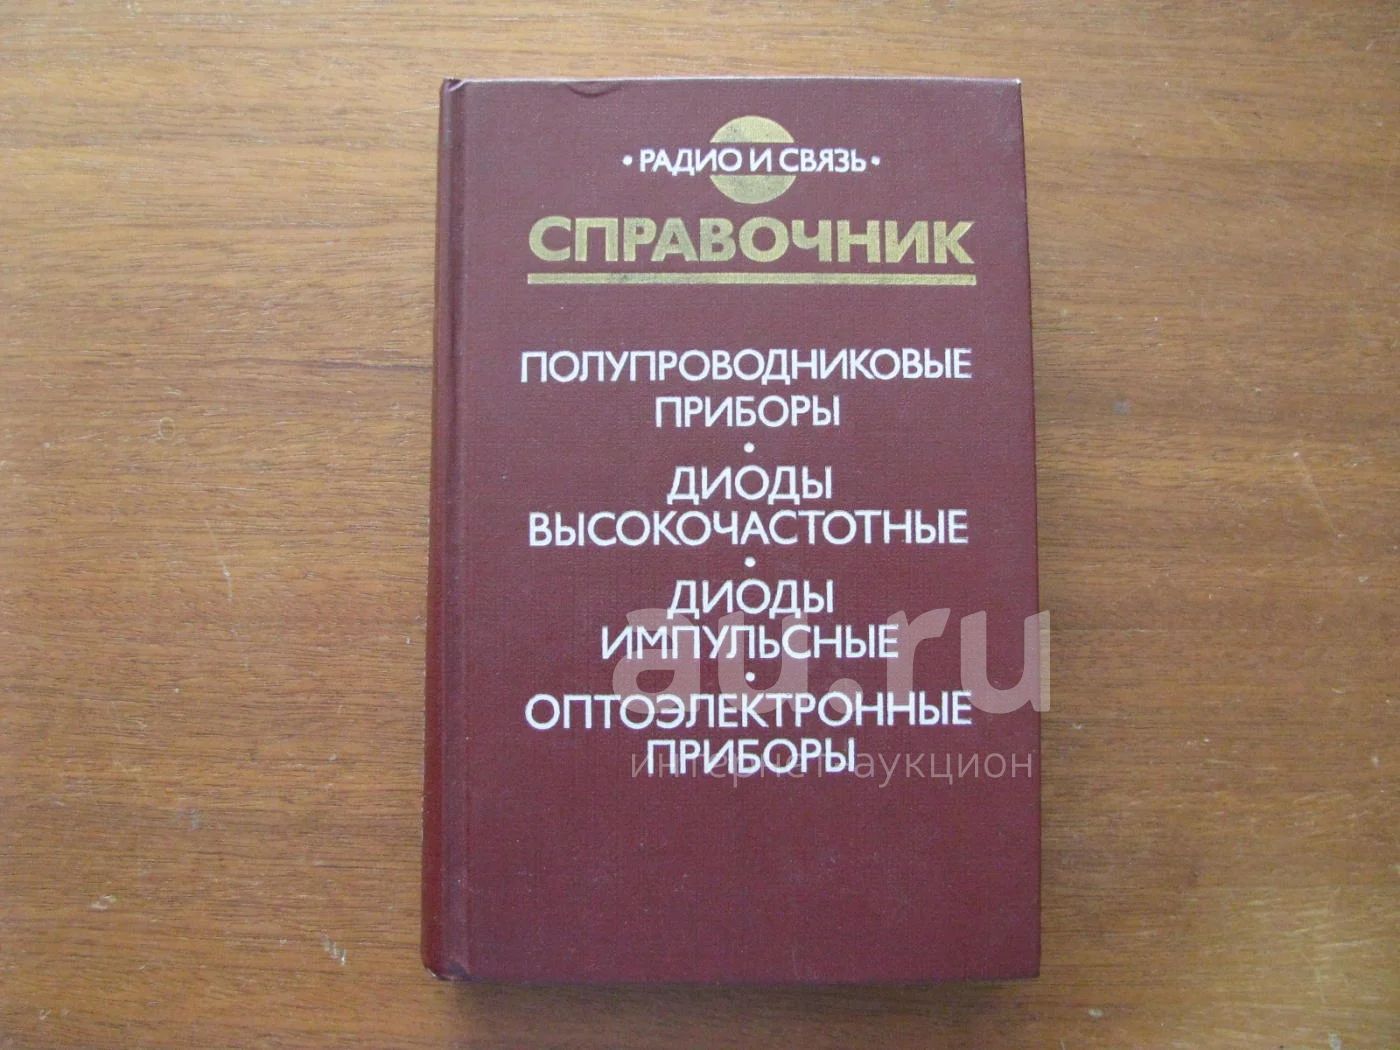 • РАДИО И СВЯЗЬ •
СПРАВОЧНИК
ПОЛУПРОВОДНИКОВЫЕ
ПРИБОРЫ
•
ДИОДЫ
ВЫСОКОЧАСТОТНЫЕ
•
ДИОДЫ
ИМПУЛЬСНЫЕ
•
ОПТОЭЛЕКТРОННЫЕ
ПРИБОРЫ
au.ru
интернет-аукцион